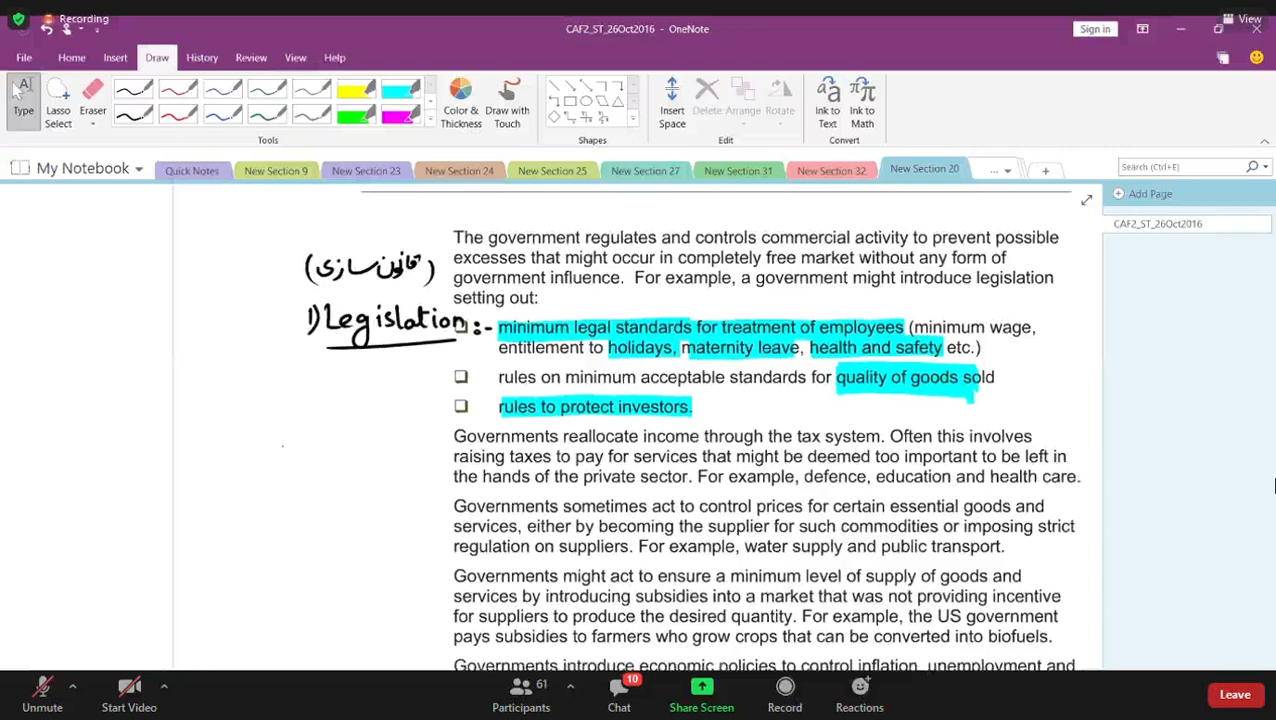 Recording
CAF2_ST_26Oct2016 - OneNote
Sign in
View
File Home Insert Draw History Review View Help
Type
Lasso Select
Eraser
Color & Thickness
Draw with Touch
Insert Space
Delete
Arrange
Rotate
Ink to Text
Ink to Math
Tools Shapes Edit Convert
My Notebook
Quick Notes New Section 9 New Section 23 New Section 24 New Section 25 New Section 27 New Section 31 New Section 32 New Section 20 ...
Search (Ctrl+E)
Add Page
CAF2_ST_26Oct2016
The government regulates and controls commercial activity to prevent possible
excesses that might occur in completely free market without any form of
(قانون سازی)
government influence. For example, a government might introduce legislation
setting out:
1) Legislation :-
minimum legal standards for treatment of employees (minimum wage,
entitlement to holidays, maternity leave, health and safety etc.)
rules on minimum acceptable standards for quality of goods sold
rules to protect investors.
Governments reallocate income through the tax system. Often this involves
raising taxes to pay for services that might be deemed too important to be left in
the hands of the private sector. For example, defence, education and health care.
Governments sometimes act to control prices for certain essential goods and
services, either by becoming the supplier for such commodities or imposing strict
regulation on suppliers. For example, water supply and public transport.
Governments might act to ensure a minimum level of supply of goods and
services by introducing subsidies into a market that was not providing incentive
for suppliers to produce the desired quantity. For example, the US government
pays subsidies to farmers who grow crops that can be converted into biofuels.
Governments introduce economic policies to control inflation, unemployment and
Unmute
Start Video
61
Participants
10
Chat
Share Screen
Record
Reactions
Leave